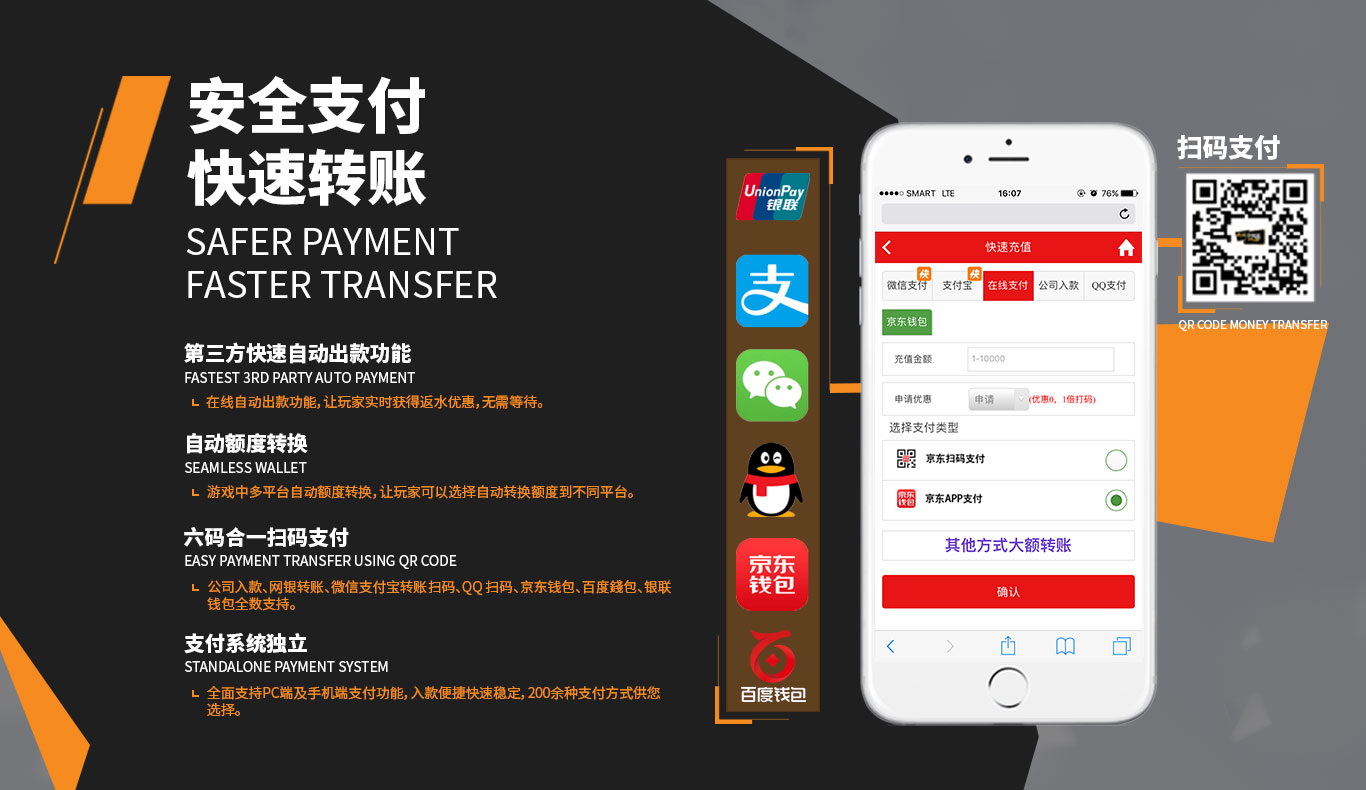 安全支付
快速转账
SAFER PAYMENT
FASTER TRANSFER
第三方快速自动出款功能
FASTEST 3RD PARTY AUTO PAYMENT
在线自动出款功能，让玩家实时获得返水优惠，无需等待。
自动额度转换
SEAMLESS WALLET
游戏中多平台自动额度转换，让玩家可以选择自动转换额度到不同平台。
六码合一扫码支付
EASY PAYMENT TRANSFER USING QR CODE
公司入款、网银转账、微信支付宝转账扫码、QQ 扫码、京东钱包、百度錢包、银联
钱包全数支持。
支付系统独立
STANDALONE PAYMENT SYSTEM
全面支持PC端及手机端支付功能，入款便捷快速稳定，200余种支付方式供您
选择。
UnionPay
银联
支
京东
钱包
百度钱包
SMART LTE 16:07 76%
快速充值
快 快
微信支付 支付宝 在线支付 公司入款 QQ支付
京东钱包
充值金额 1-10000
申请优惠 申请 (优惠0，1倍打码)
选择支付类型
京东扫码支付
京东
钱包
京东APP支付
其他方式大额转账
确认
扫码支付
QR CODE MONEY TRANSFER